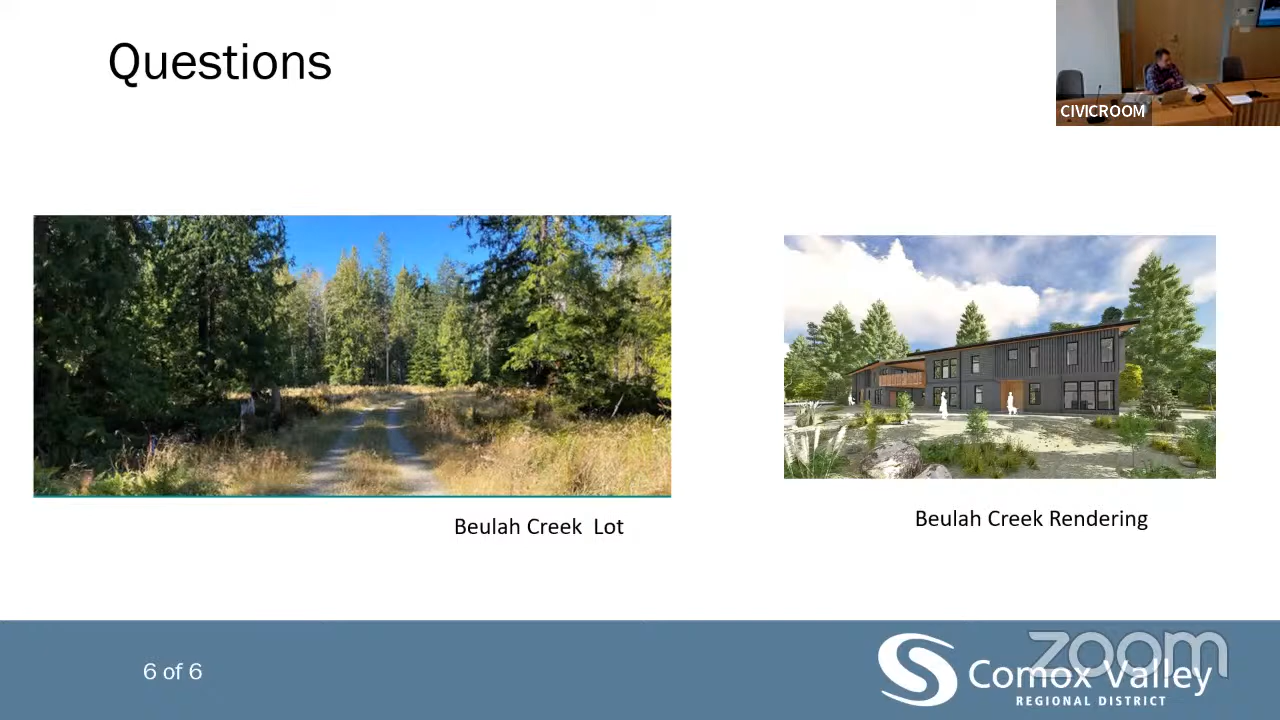 Questions
CIVICROOM
Beulah Creek  Lot
Beulah Creek Rendering
6 of 6
zoom
Comox Valley
REGIONAL DISTRICT